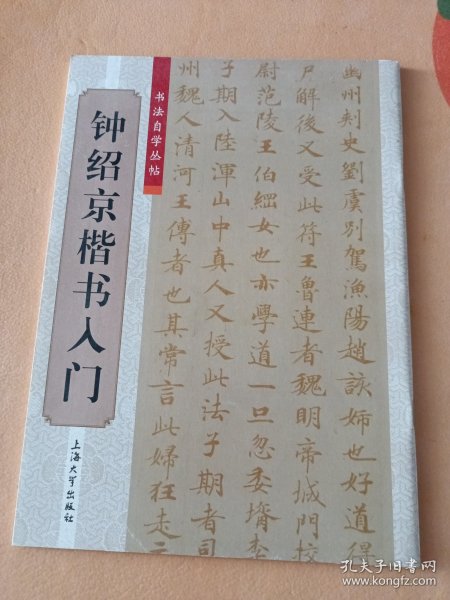 书法自学丛帖
钟绍京楷书入门
上海大学出版社
幽州刺史劉虞別駕漁陽趙該姉也好道得
尸解後又受此符王魯連者魏明帝城門校
尉范陵王伯綱女也亦學道一旦忽委壻李
子期入陸渾山中真人又授此法子期者司
州魏人清河王傳者也其常言此婦狂走云
孔夫子旧书网
www.kongfz.com